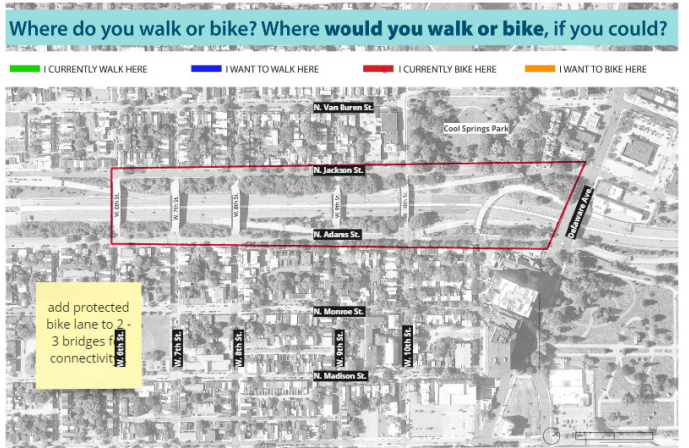 Where do you walk or bike? Where would you walk or bike, if you could?
I CURRENTLY WALK HERE
I WANT TO WALK HERE
I CURRENTLY BIKE HERE
I WANT TO BIKE HERE
N. Van Buren St.
Cool Springs Park
N. Jackson St.
W. 6th St.
W. 7th St.
W. 8th St.
W. 9th St.
W. 10th St.
Delaware Ave.
N. Adams St.
add protected
bike lane to 2 -
3 bridges
N. Monroe St.
W. 6th St.
W. 7th St.
W. 8th St.
W. 9th St.
W. 10th St.
N. Madison St.